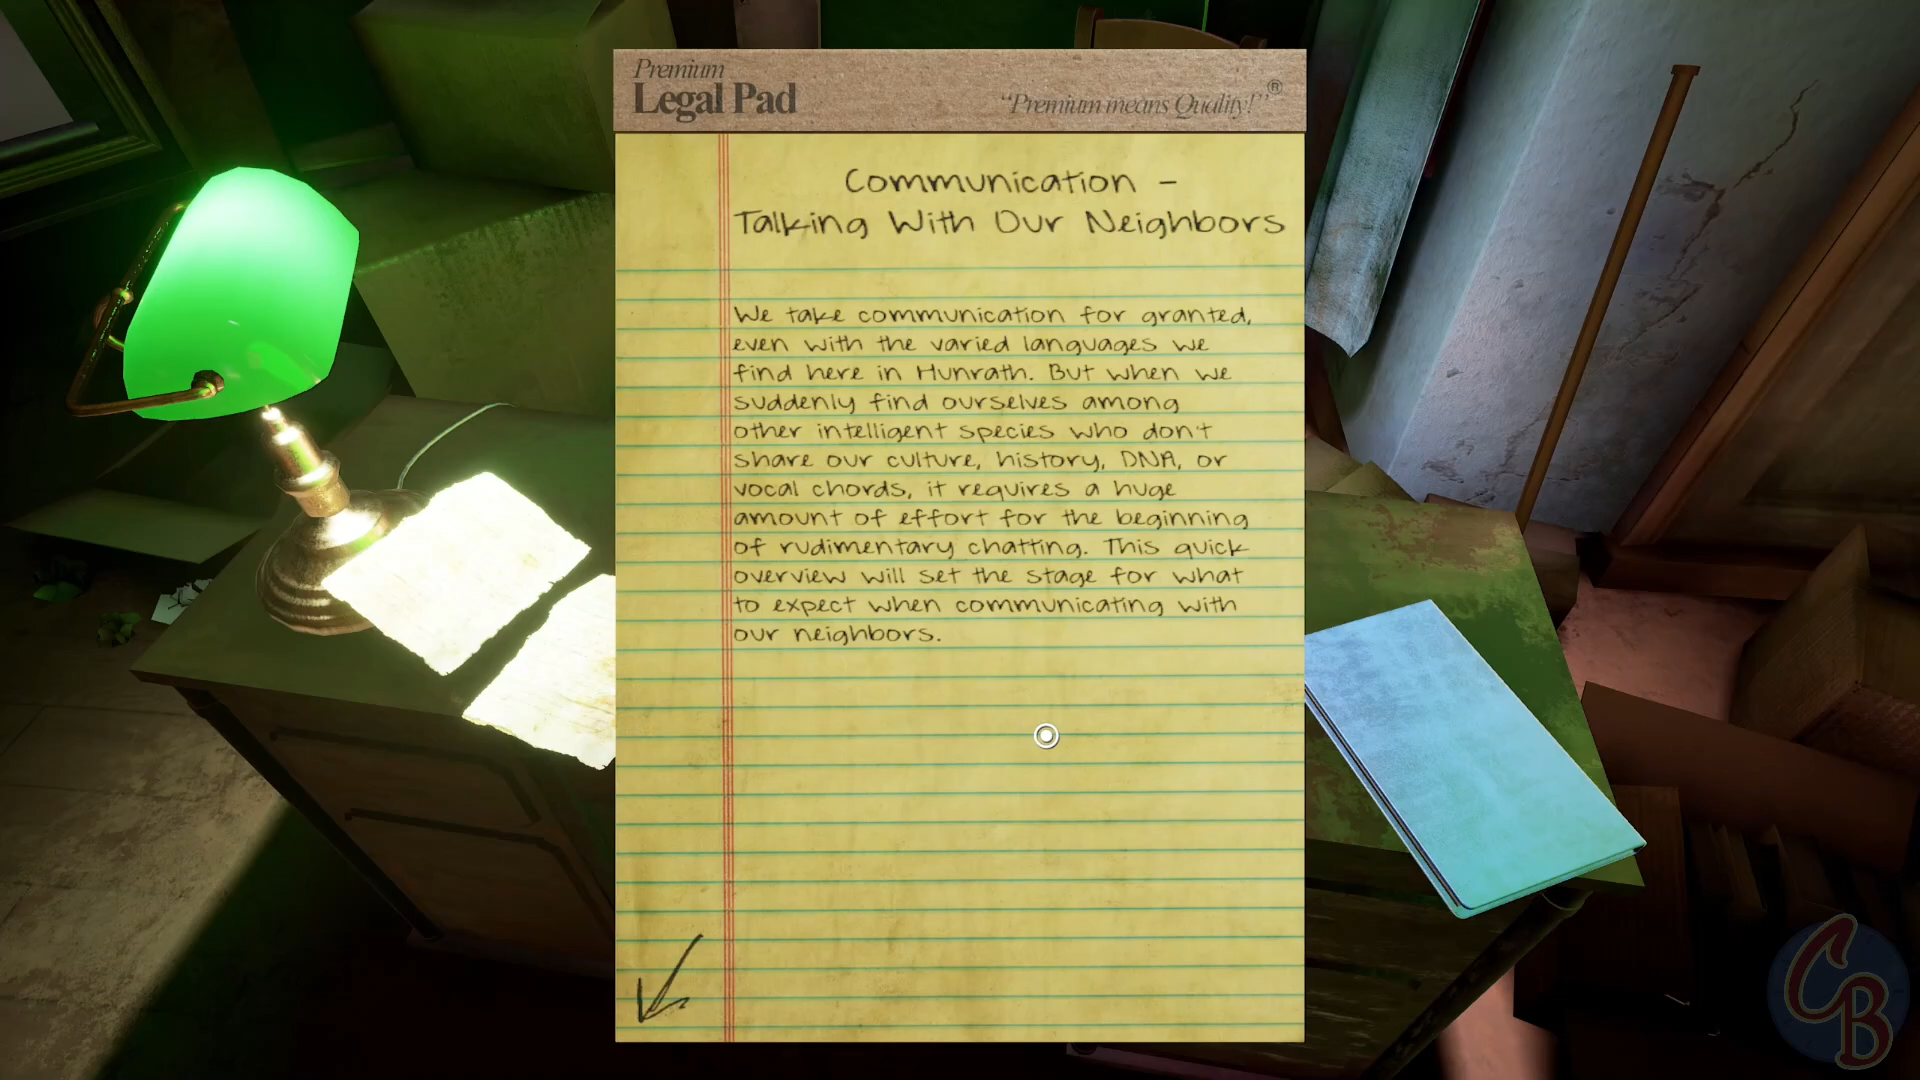 Premium
Legal Pad
"Premium means Quality!"®
Communication -
Talking With Our Neighbors
We take communication for granted,
even with the varied languages we
find here in Hunrath. But when we
suddenly find ourselves among
other intelligent species who don't
share our culture, history, DNA, or
vocal chords, it requires a huge
amount of effort for the beginning
of rudimentary chatting. This quick
overview will set the stage for what
to expect when communicating with
our neighbors.
CB